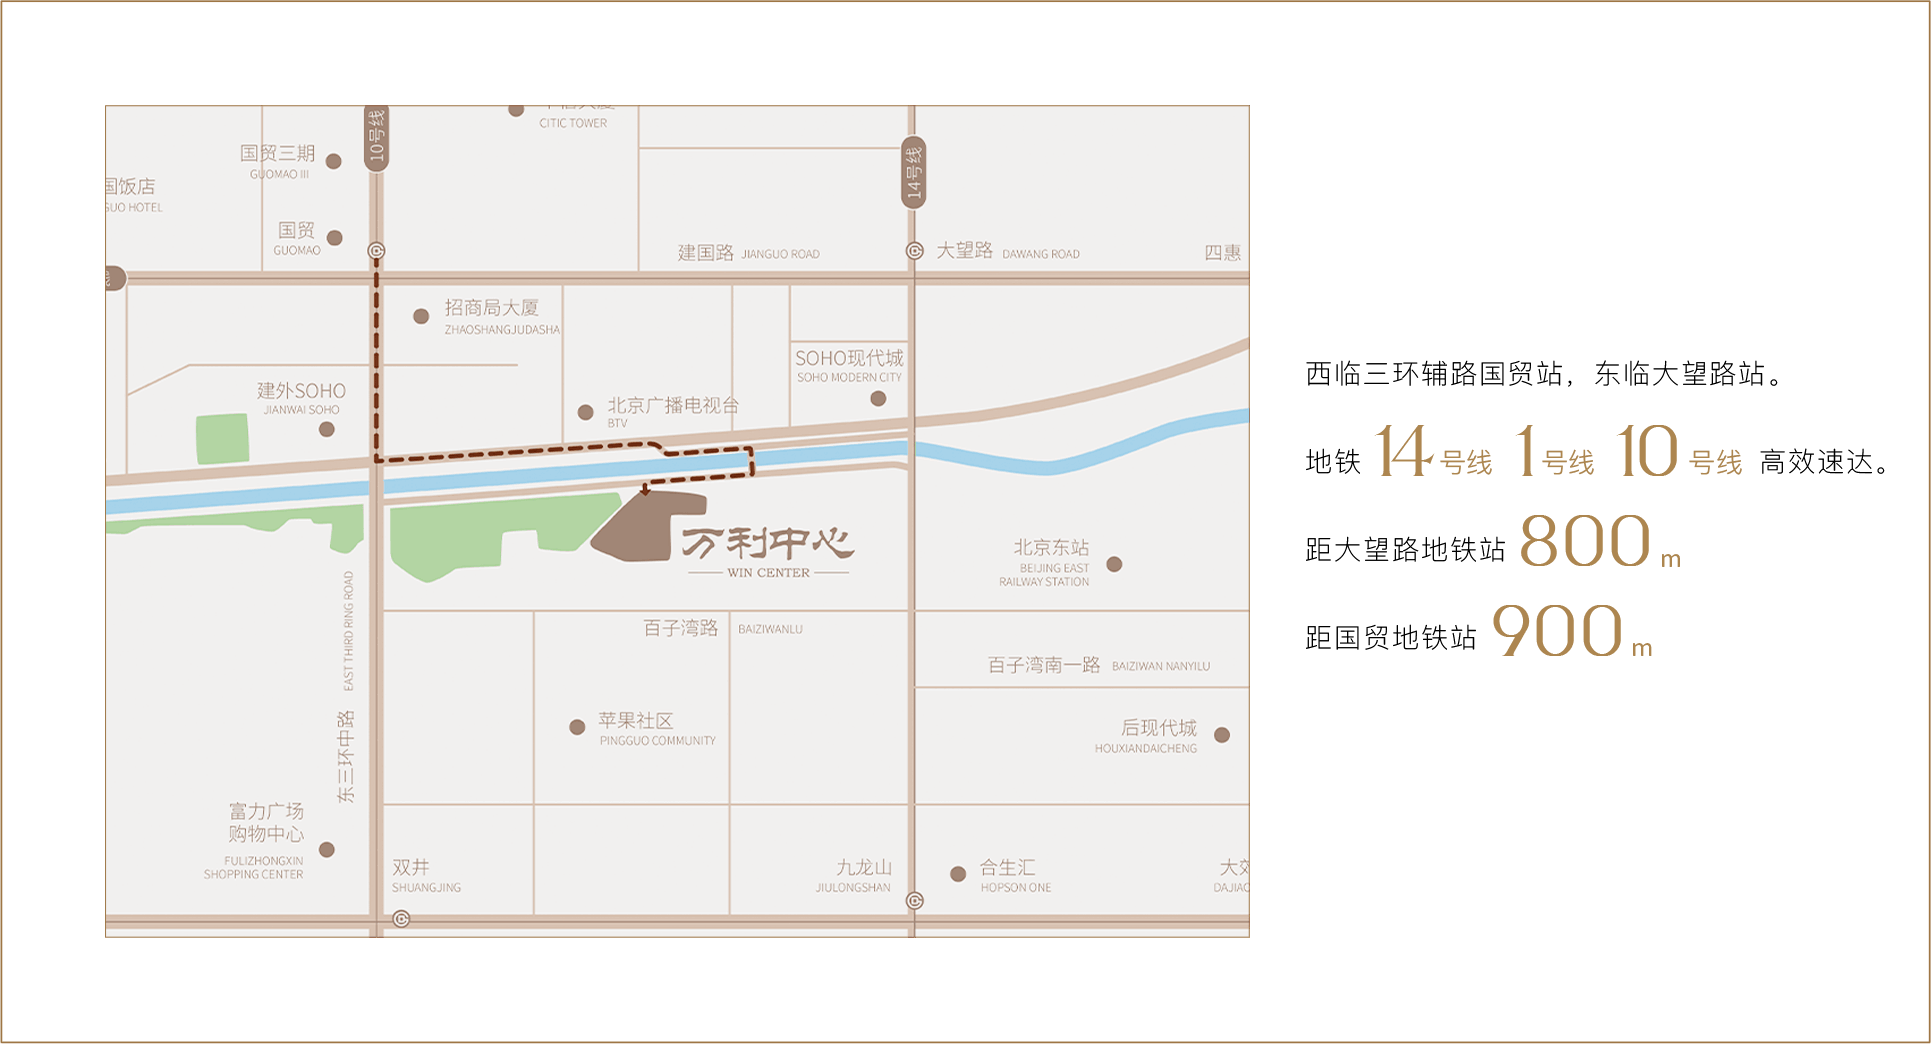 CITIC TOWER
10号线
国贸三期
GUOMAO III
14号线
国饭店
GUO HOTEL
国贸
GUOMAO
建国路 JIANGUO ROAD
大望路 DAWANG ROAD
四惠
招商局大厦
ZHAOSHANGJUDASHA
SOHO现代城
SOHO MODERN CITY
建外SOHO
JIANWAI SOHO
北京广播电视台
BTV
万利中心
WIN CENTER
北京东站
BEIJING EAST
RAILWAY STATION
东三环中路 EAST THIRD RING ROAD
百子湾路 BAIZIWANLU
百子湾南一路 BAIZIWAN NANYILU
苹果社区
PINGGUO COMMUNITY
后现代城
HOUXIANDAICHENG
富力广场
购物中心
FULIZHONGXIN
SHOPPING CENTER
双井
SHUANGJING
九龙山
JIULONGSHAN
合生汇
HOPSON ONE
大郊
DAJIAO
西临三环辅路国贸站，东临大望路站。
地铁 14号线 1号线 10号线 高效速达。
距大望路地铁站 800m
距国贸地铁站 900m